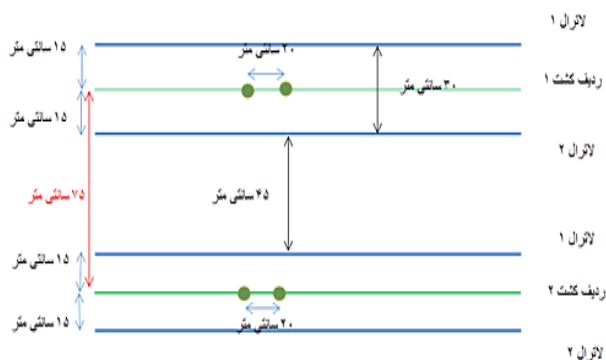 لاترال ۱
۱۵ سانتی متر
۲۰ سانتی متر
ردیف کشت ۱
۳۰ سانتی متر
۱۵ سانتی متر
لاترال ۲
۷۵ سانتی متر
۴۵ سانتی متر
لاترال ۱
۱۵ سانتی متر
ردیف کشت ۲
۱۵ سانتی متر
۲۰ سانتی متر
لاترال ۲